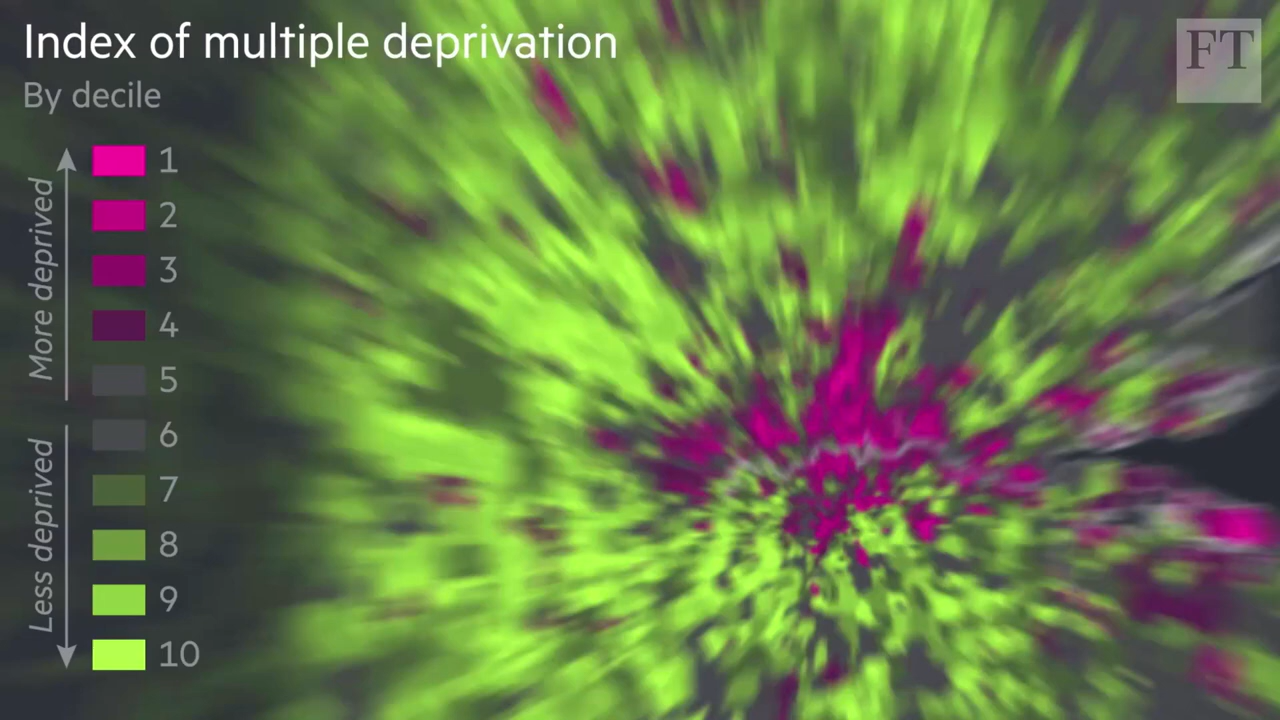 Index of multiple deprivation
By decile
FT
More deprived
1
2
3
4
5
Less deprived
6
7
8
9
10